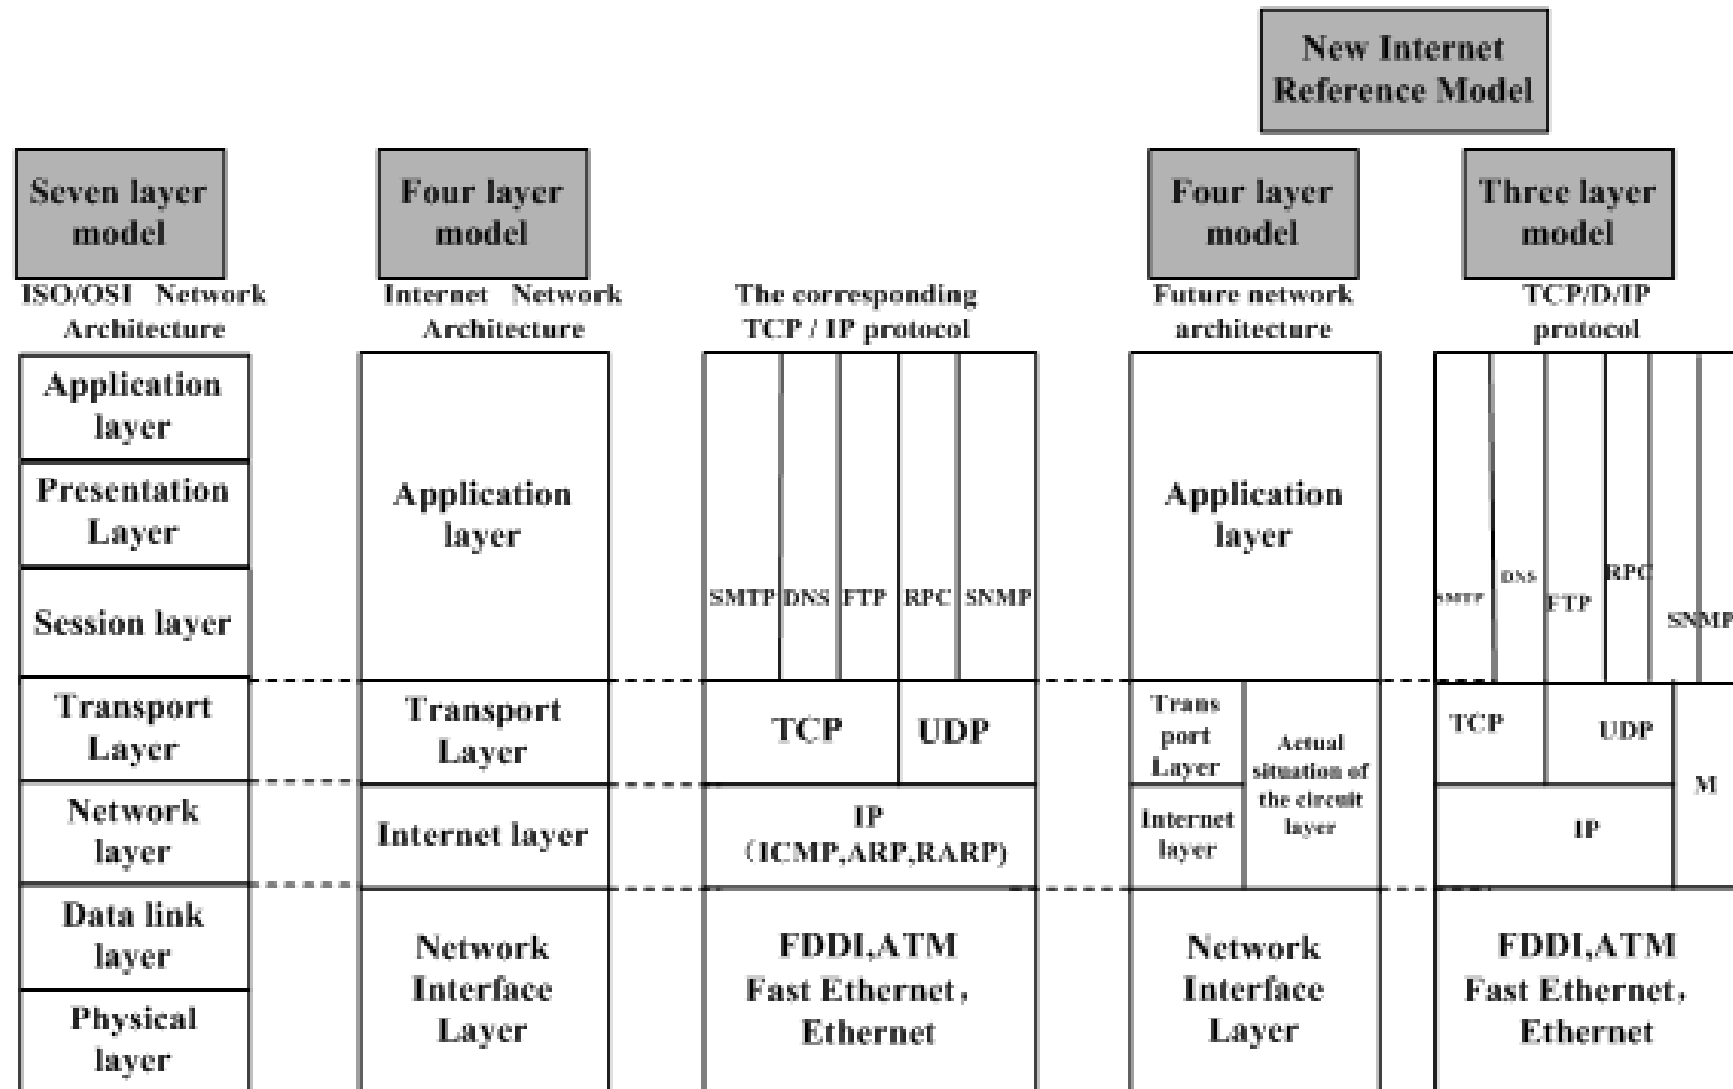 New Internet
Reference Model
Seven layer
model
Four layer
model
Four layer
model
Three layer
model
ISO/OSI Network
Architecture
Internet Network
Architecture
The corresponding
TCP / IP protocol
Future network
architecture
TCP/D/IP
protocol
Application
layer
Presentation
Layer
Session layer
Transport
Layer
Network
layer
Data link
layer
Physical
layer
Application
layer
Transport
Layer
Internet layer
Network
Interface
Layer
SMTP
DNS
FTP
RPC
SNMP
TCP
UDP
IP
(ICMP,ARP,RARP)
FDDI,ATM
Fast Ethernet,
Ethernet
Application
layer
Trans
port
Layer
Internet
layer
Actual
situation of
the circuit
layer
Network
Interface
Layer
SMTP
DNS
FTP
RPC
SNMP
TCP
UDP
M
IP
FDDI,ATM
Fast Ethernet,
Ethernet